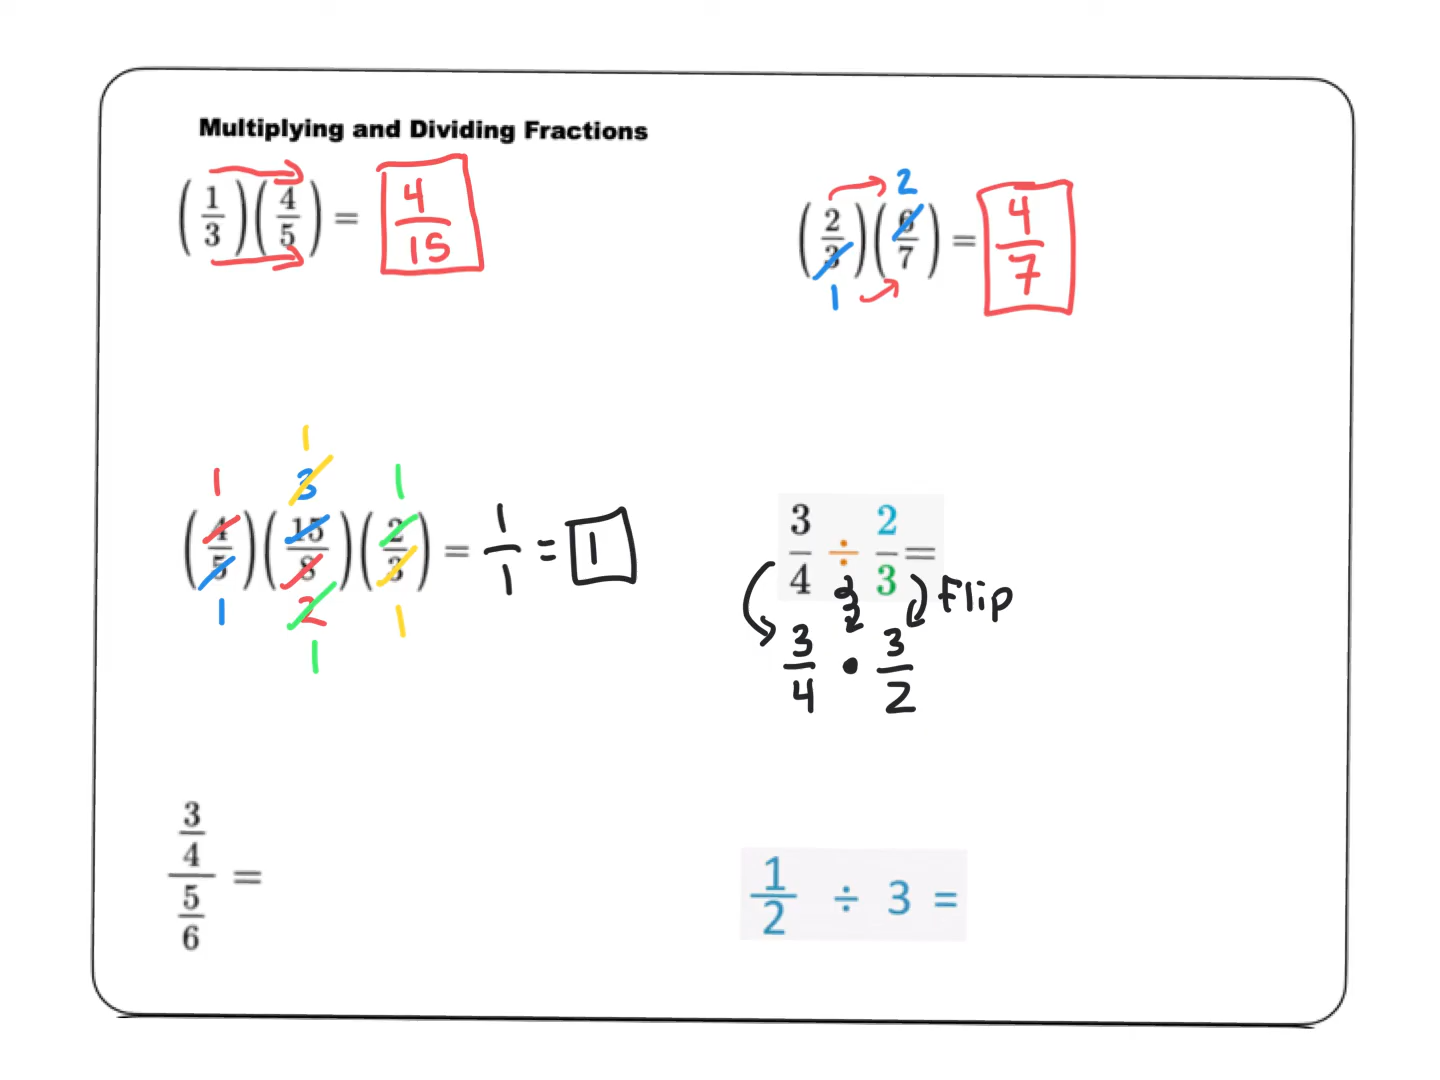 Multiplying and Dividing Fractions
(1/3)(4/5) = 4/15
2
(2/3)(6/7) = 4/7
1
1
1 3 1
(4/5)(15/8)(2/3) = 1/1 = 1
1 2 1
1
3/4 ÷ 2/3 =
Flip
3/4 • 3/2
(3/4)/(5/6) =
1/2 ÷ 3 =